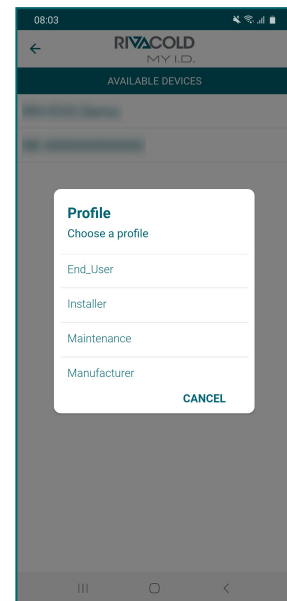 08:03
RIVACOLD
MY I.D.
AVAILABLE DEVICES
Profile
Choose a profile
End_User
Installer
Maintenance
Manufacturer
CANCEL